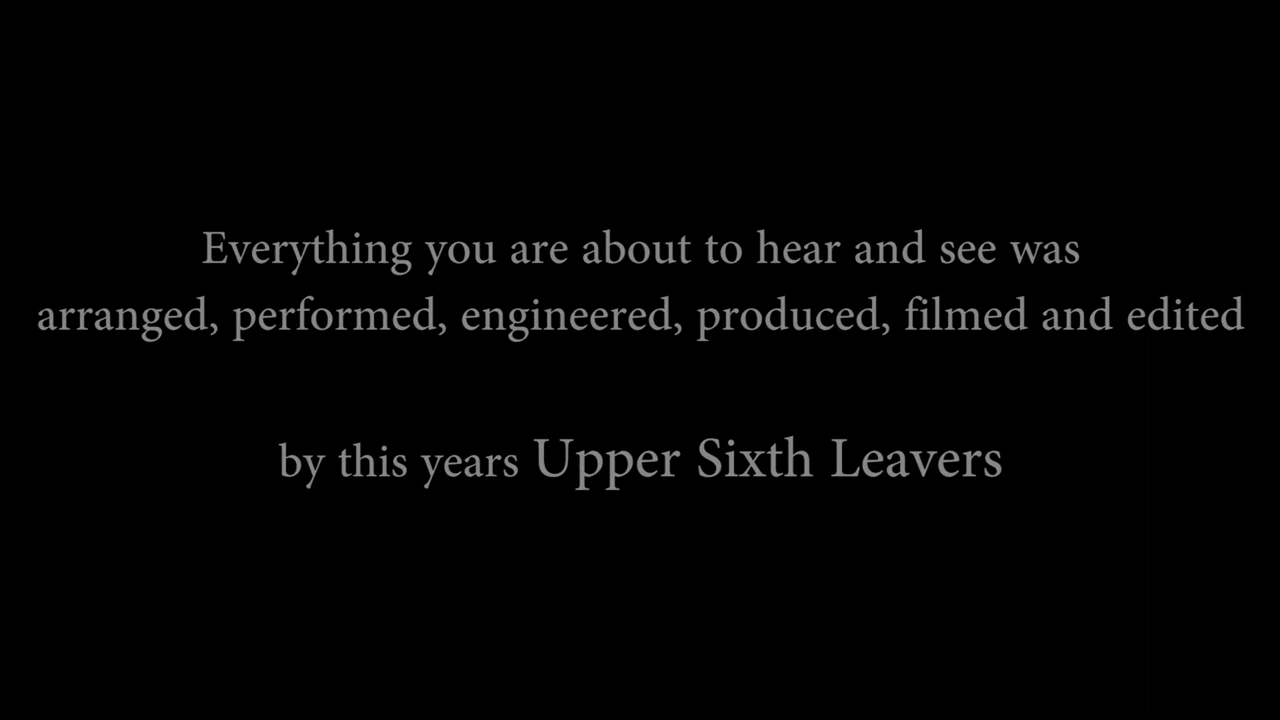 Everything you are about to hear and see was
arranged, performed, engineered, produced, filmed and edited
by this years Upper Sixth Leavers